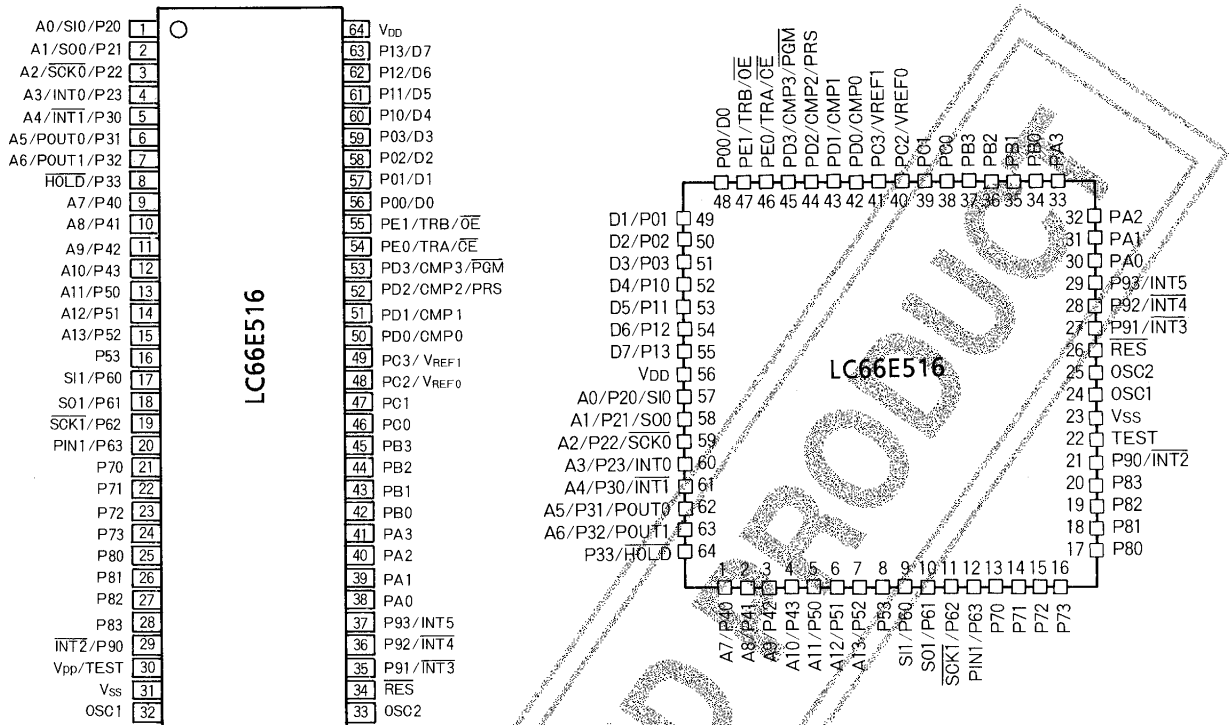 A0/SI0/P20 1
A1/SO0/P21 2
A2/SCK0/P22 3
A3/INT0/P23 4
A4/INT1/P30 5
A5/POUT0/P31 6
A6/POUT1/P32 7
HOLD/P33 8
A7/P40 9
A8/P41 10
A9/P42 11
A10/P43 12
A11/P50 13
A12/P51 14
A13/P52 15
P53 16
SI1/P60 17
SO1/P61 18
SCK1/P62 19
PIN1/P63 20
P70 21
P71 22
P72 23
P73 24
P80 25
P81 26
P82 27
P83 28
INT2/P90 29
Vpp/TEST 30
Vss 31
OSC1 32
LC66E516
64 VDD
63 P13/D7
62 P12/D6
61 P11/D5
60 P10/D4
59 P03/D3
58 P02/D2
57 P01/D1
56 P00/D0
55 PE1/TRB/OE
54 PE0/TRA/OE
53 PD3/CMP3/PGM
52 PD2/CMP2/PRS
51 PD1/CMP1
50 PD0/CMP0
49 PC3/VREF1
48 PC2/VREF0
47 PC1
46 PC0
45 PB3
44 PB2
43 PB1
42 PB0
41 PA3
40 PA2
39 PA1
38 PA0
37 P93/INT5
36 P92/INT4
35 P91/INT3
34 RES
33 OSC2
P00/D0 48
PE1/TRB/OE 47
PE0/TRA/CE 46
PD3/CMP3/PGM 45
PD2/CMP2/PRS 44
PD1/CMP1 43
PD0/CMP0 42
PC3/VREF1 41
PC2/VREF0 40
PC1 39
PC0 38
PB3 37
PB2 36
PB1 35
PB0 34
PA3 33
D1/P01 49
D2/P02 50
D3/P03 51
D4/P10 52
D5/P11 53
D6/P12 54
D7/P13 55
VDD 56
A0/P20/SI0 57
A1/P21/SO0 58
A2/P22/SCK0 59
A3/P23/INT0 60
A4/P30/INT1 61
A5/P31/POUT0 62
A6/P32/POUT1 63
P33/HOLD 64
LC66E516
32 PA2
31 PA1
30 PA0
29 P93/INT5
28 P92/INT4
27 P91/INT3
26 RES
25 OSC2
24 OSC1
23 Vss
22 TEST
21 P90/INT2
20 P83
19 P82
18 P81
17 P80
1 A7/P40
2 A8/P41
3 A9/P42
4 A10/P43
5 A11/P50
6 A12/P51
7 A13/P52
8 P53
9 SI1/P60
10 SO1/P61
11 SCK1/P62
12 PIN1/P63
13 P70
14 P71
15 P72
16 P73
D PRODUCT